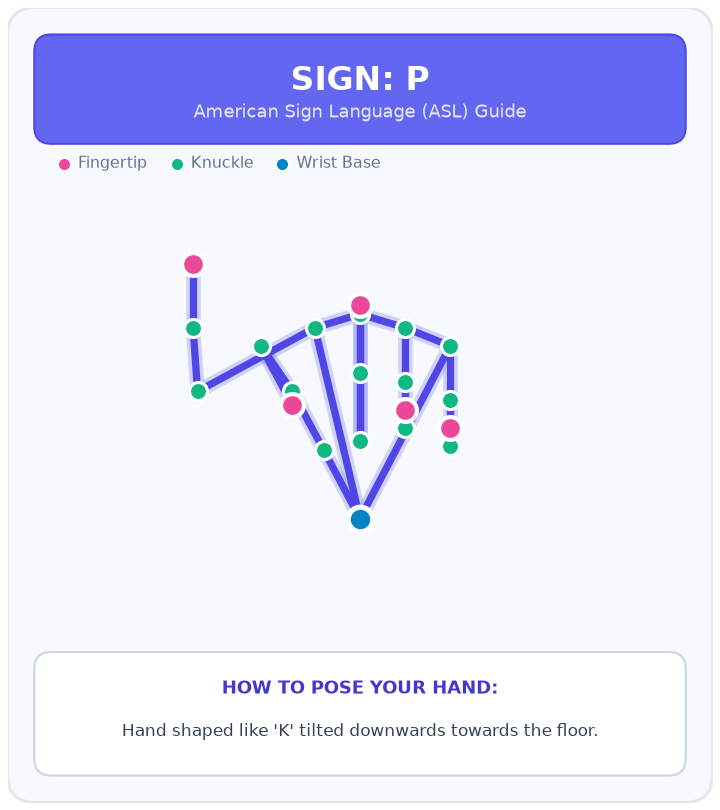 SIGN: P
American Sign Language (ASL) Guide
Fingertip Knuckle Wrist Base
HOW TO POSE YOUR HAND:
Hand shaped like 'K' tilted downwards towards the floor.